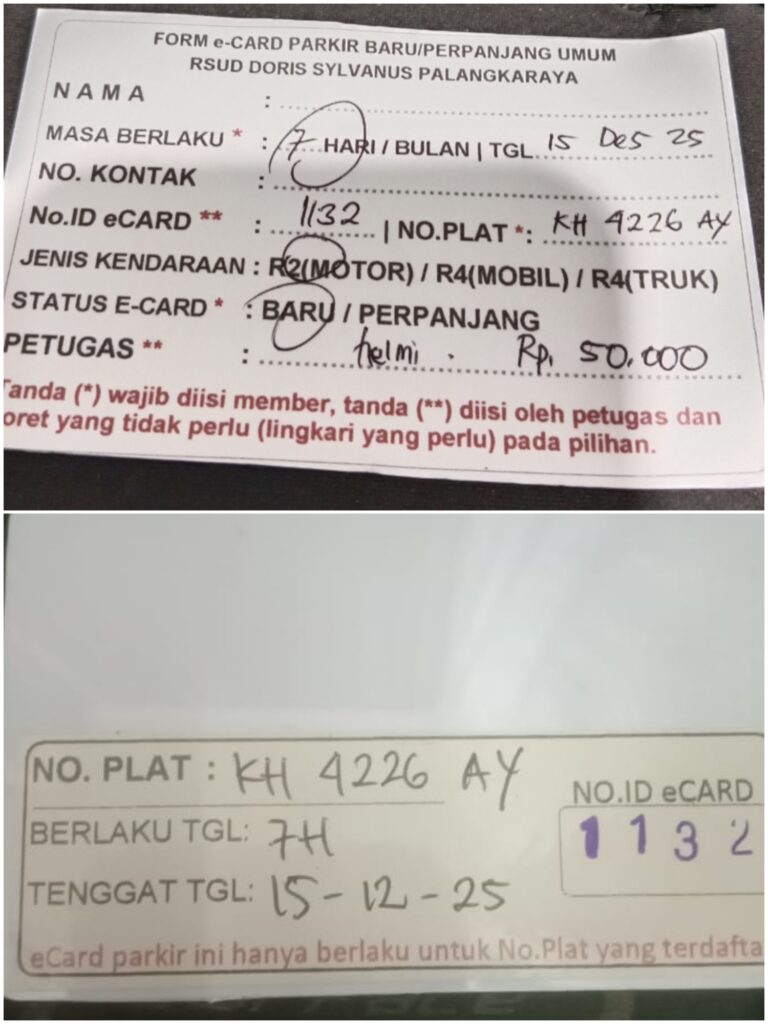 FORM e-CARD PARKIR BARU/PERPANJANG UMUM
RSUD DORIS SYLVANUS PALANGKARAYA
NAMA :
MASA BERLAKU * : 7 HARI / BULAN | TGL. 15 Des 25
NO. KONTAK :
No.ID eCARD ** : 1132 | NO.PLAT *: KH 4226 AY
JENIS KENDARAAN : R2(MOTOR) / R4(MOBIL) / R4(TRUK)
STATUS E-CARD * : BARU / PERPANJANG
PETUGAS ** : helmi . Rp. 50.000
Tanda (*) wajib diisi member, tanda (**) diisi oleh petugas dan
oret yang tidak perlu (lingkari yang perlu) pada pilihan.
NO. PLAT : KH 4226 AY
NO.ID eCARD
BERLAKU TGL: 7H
1132
TENGGAT TGL: 15-12-25
eCard parkir ini hanya berlaku untuk No.Plat yang terdafta